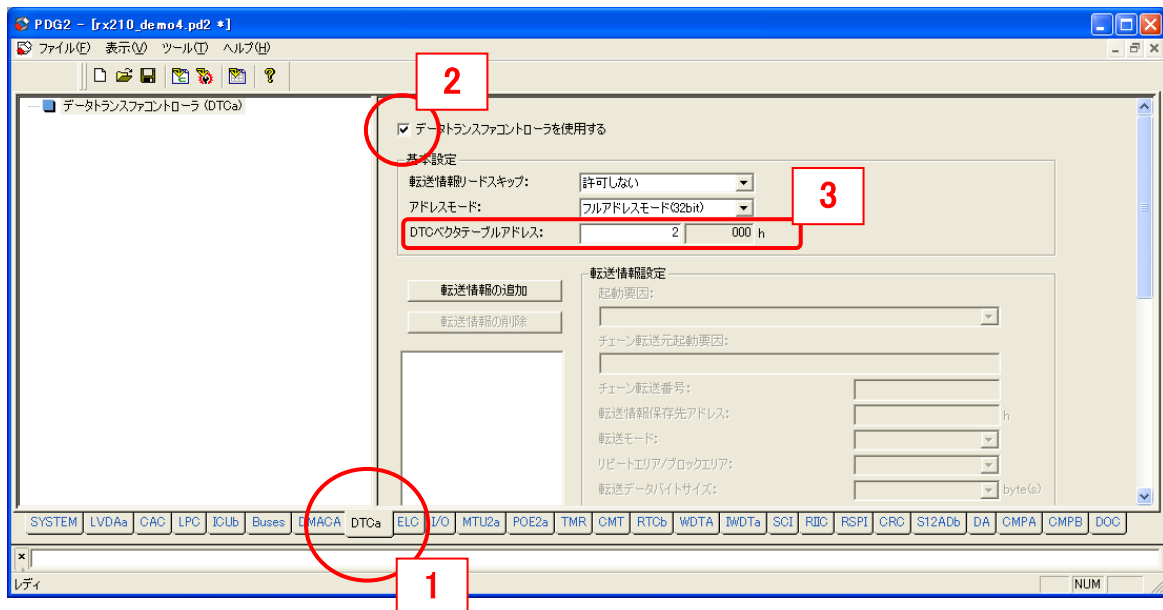 PDG2 - [rx210_demo4.pd2 *]
ファイル(F) 表示(V) ツール(T) ヘルプ(H)
2
データトランスファコントローラ (DTCa)
データトランスファコントローラを使用する
基本設定
転送情報リードスキップ: 許可しない
3
アドレスモード: フルアドレスモード(32bit)
DTCベクタテーブルアドレス: 2 000 h
転送情報の追加
転送情報の削除
転送情報設定
起動要因:
チェーン転送元起動要因:
チェーン転送番号:
転送情報保存先アドレス: h
転送モード:
リピートエリア/ブロックエリア:
転送データバイトサイズ: byte(s)
SYSTEM LVDAa CAC LPC ICUb Buses DMACA DTCa ELC I/O MTU2a POE2a TMR CMT RTCb WDTA IWDTa SCI RIIC RSPI CRC S12ADb DA CMPA CMPB DOC
1
レディ NUM